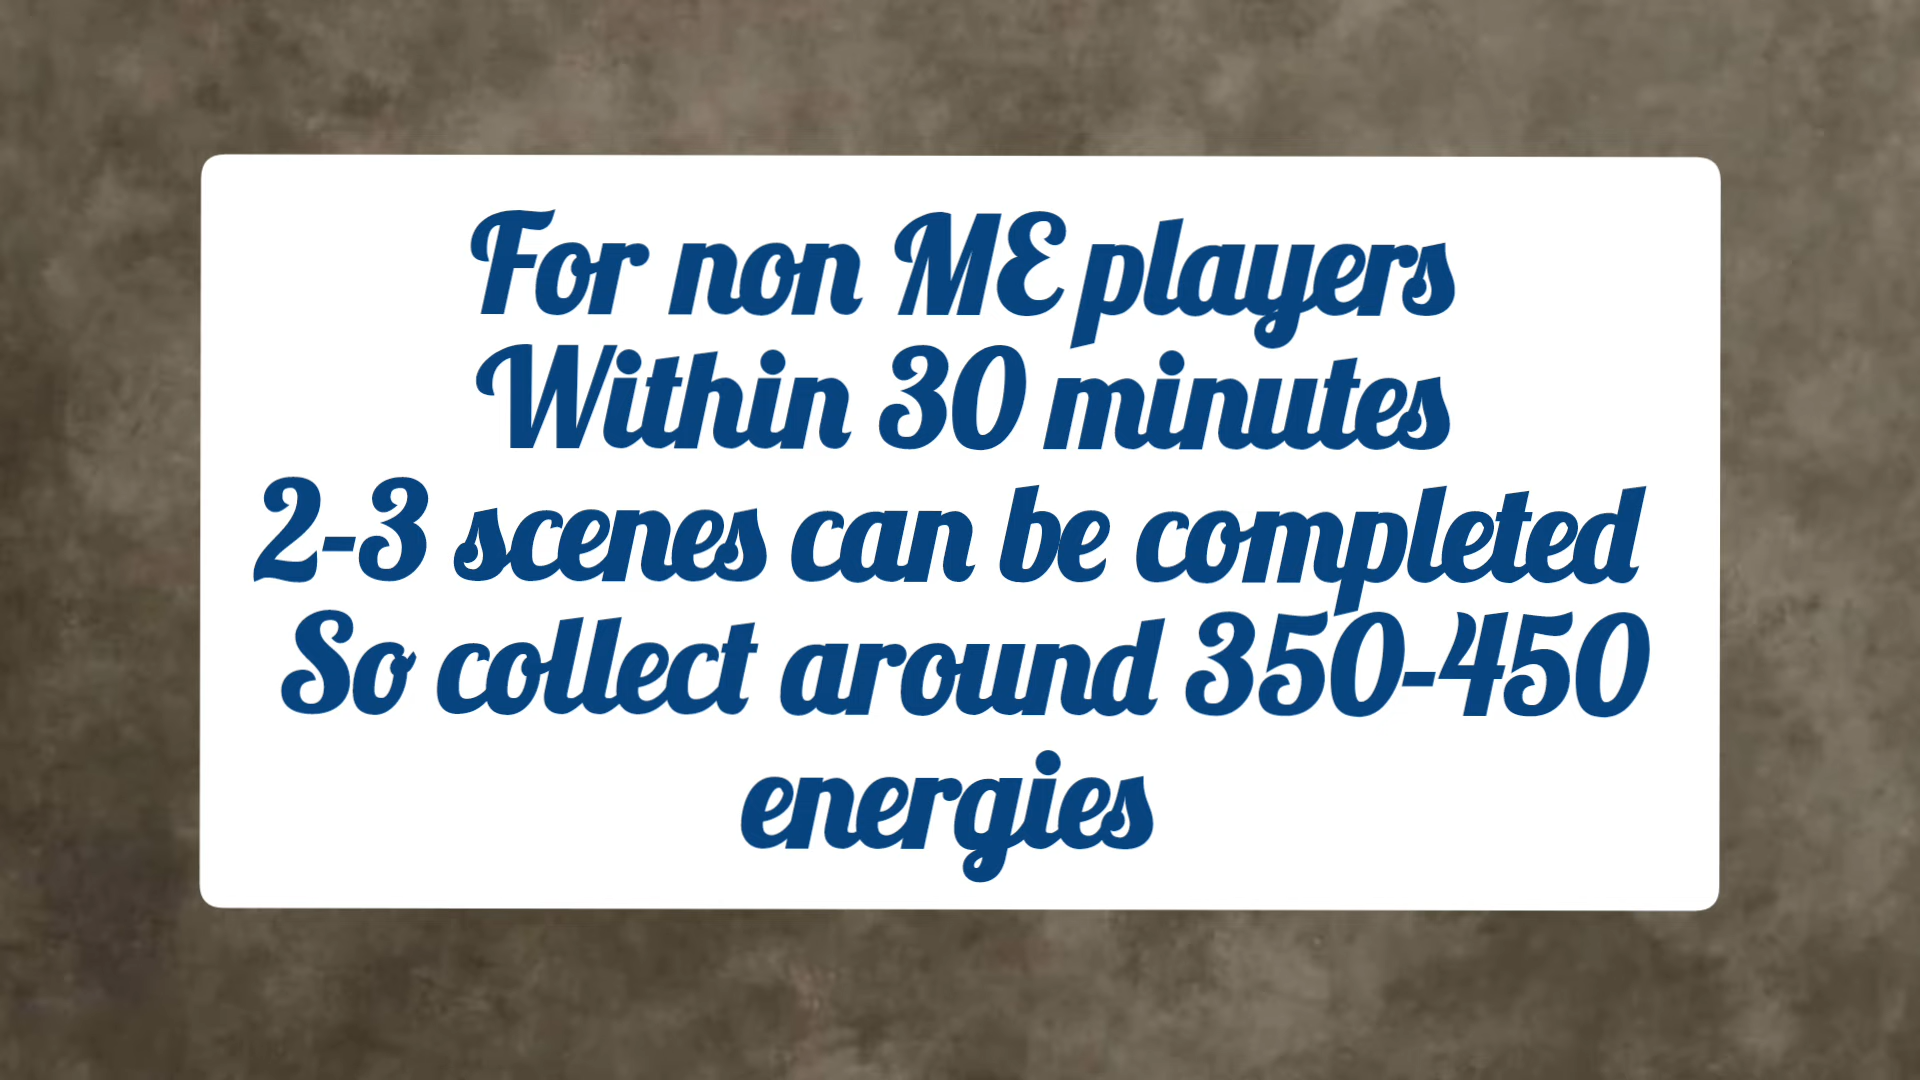 For non ME players
Within 30 minutes
2-3 scenes can be completed
So collect around 350-450
energies